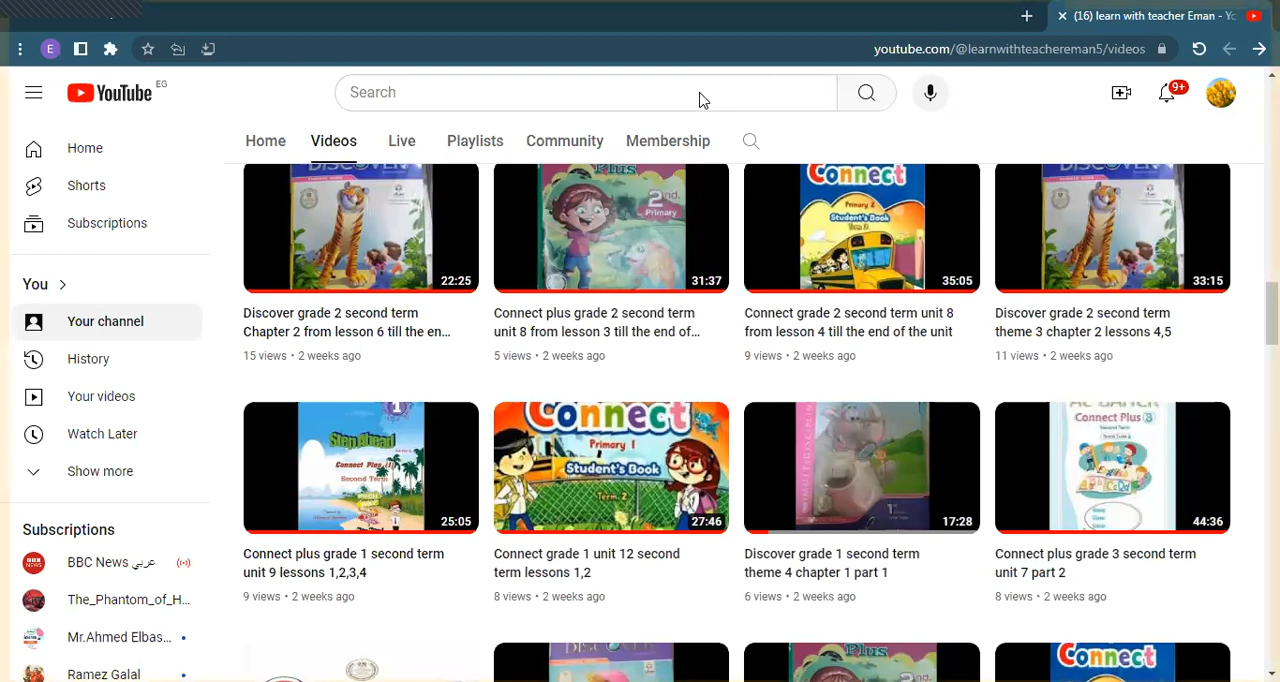 (16) learn with teacher Eman - Yc
E
youtube.com/@learnwithteachereman5/videos
YouTube EG
Search
9+
Home
Videos
Live
Playlists
Community
Membership
Home
Shorts
Subscriptions
You
Your channel
History
Your videos
Watch Later
Show more
Subscriptions
BBC News عربي
The_Phantom_of_H...
Mr.Ahmed Elbas...
Ramez Galal
DISCOVER
22:25
Discover grade 2 second term
Chapter 2 from lesson 6 till the en...
15 views • 2 weeks ago
Plus
2nd.
Primary
31:37
Connect plus grade 2 second term
unit 8 from lesson 3 till the end of...
5 views • 2 weeks ago
Connect
Primary 2
Student's Book
Term 2
35:05
Connect grade 2 second term unit 8
from lesson 4 till the end of the unit
9 views • 2 weeks ago
DISCOVER
33:15
Discover grade 2 second term
theme 3 chapter 2 lessons 4,5
11 views • 2 weeks ago
1
Step Ahead
Connect Plus (1)
Second Term
25:05
Connect plus grade 1 second term
unit 9 lessons 1,2,3,4
9 views • 2 weeks ago
Connect
Primary 1
Student's Book
Term 2
27:46
Connect grade 1 unit 12 second
term lessons 1,2
8 views • 2 weeks ago
17:28
Discover grade 1 second term
theme 4 chapter 1 part 1
6 views • 2 weeks ago
Connect Plus 3
Second Term
44:36
Connect plus grade 3 second term
unit 7 part 2
8 views • 2 weeks ago
DISCOVER
Plus
Connect